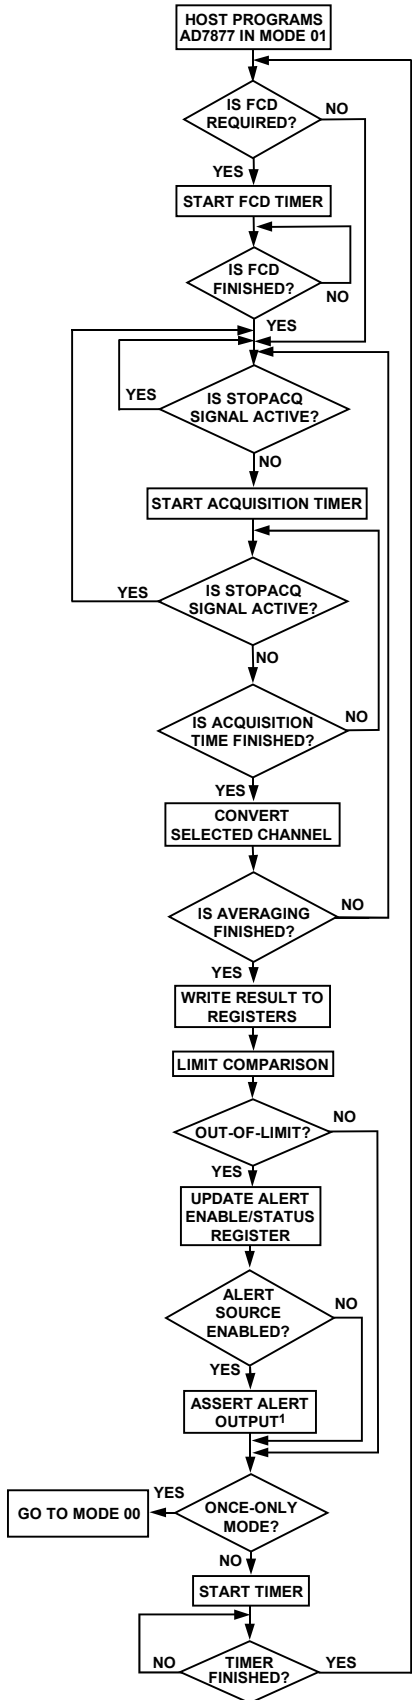 HOST PROGRAMS
AD7877 IN MODE 01
IS FCD
REQUIRED?
NO
YES
START FCD TIMER
IS FCD
FINISHED?
NO
YES
YES
IS STOPACQ
SIGNAL ACTIVE?
NO
START ACQUISITION TIMER
YES
IS STOPACQ
SIGNAL ACTIVE?
NO
IS ACQUISITION
TIME FINISHED?
NO
YES
CONVERT
SELECTED CHANNEL
IS AVERAGING
FINISHED?
NO
YES
WRITE RESULT TO
REGISTERS
LIMIT COMPARISON
OUT-OF-LIMIT?
NO
YES
UPDATE ALERT
ENABLE/STATUS
REGISTER
ALERT
SOURCE
ENABLED?
NO
YES
ASSERT ALERT
OUTPUT1
YES
GO TO MODE 00
ONCE-ONLY
MODE?
NO
START TIMER
NO
TIMER
FINISHED?
YES